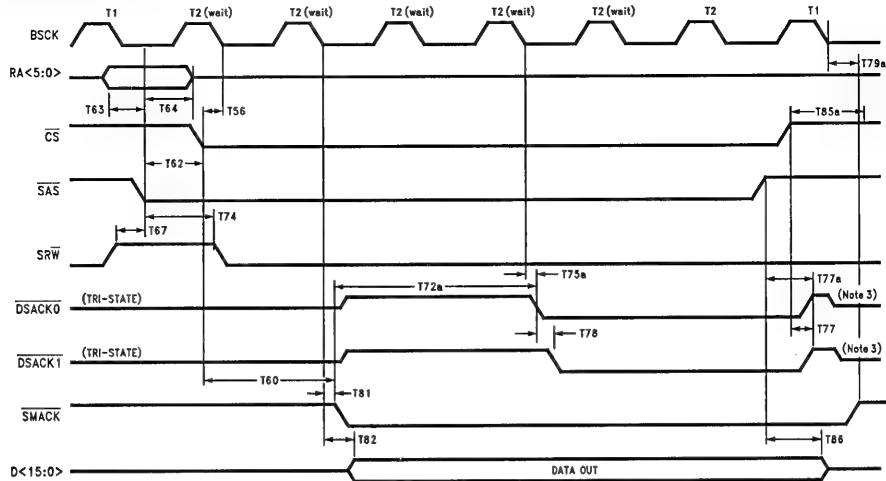 T1 T2 (wait) T2 (wait) T2 (wait) T2 (wait) T2 (wait) T2 T1
BSCK
T79a
RA<5:0>
T63 T64 T56 T85a
CS
T62
SAS
T67 T74
SRW
T75a
T72a T77a
DSACK0 (TRI-STATE) (Note 3)
T78 T77
DSACK1 (TRI-STATE) (Note 3)
T60 T81
SMACK
T82 T86
D<15:0> DATA OUT